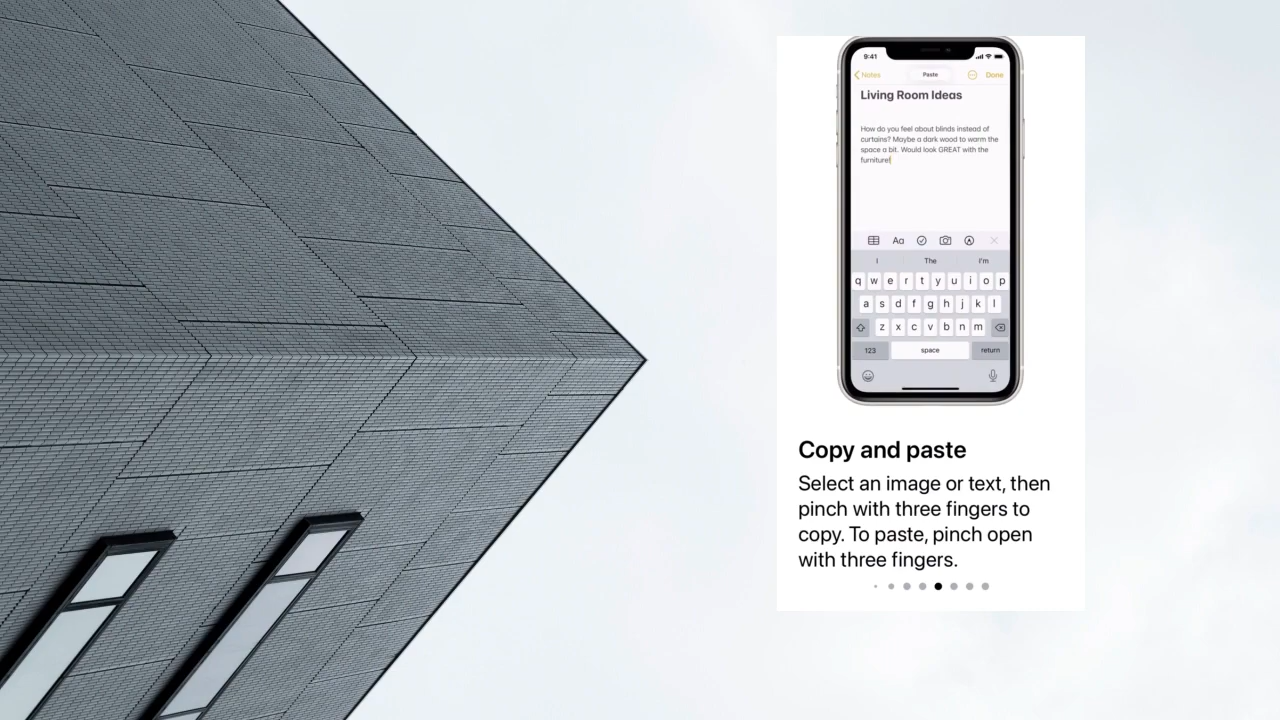 9:41
Notes
Paste
Done
Living Room Ideas
How do you feel about blinds instead of
curtains? Maybe a dark wood to warm the
space a bit. Would look GREAT with the
furniture!
Aa
I The I'm
q w e r t y u i o p
a s d f g h j k l
z x c v b n m
123 space return
Copy and paste
Select an image or text, then
pinch with three fingers to
copy. To paste, pinch open
with three fingers.